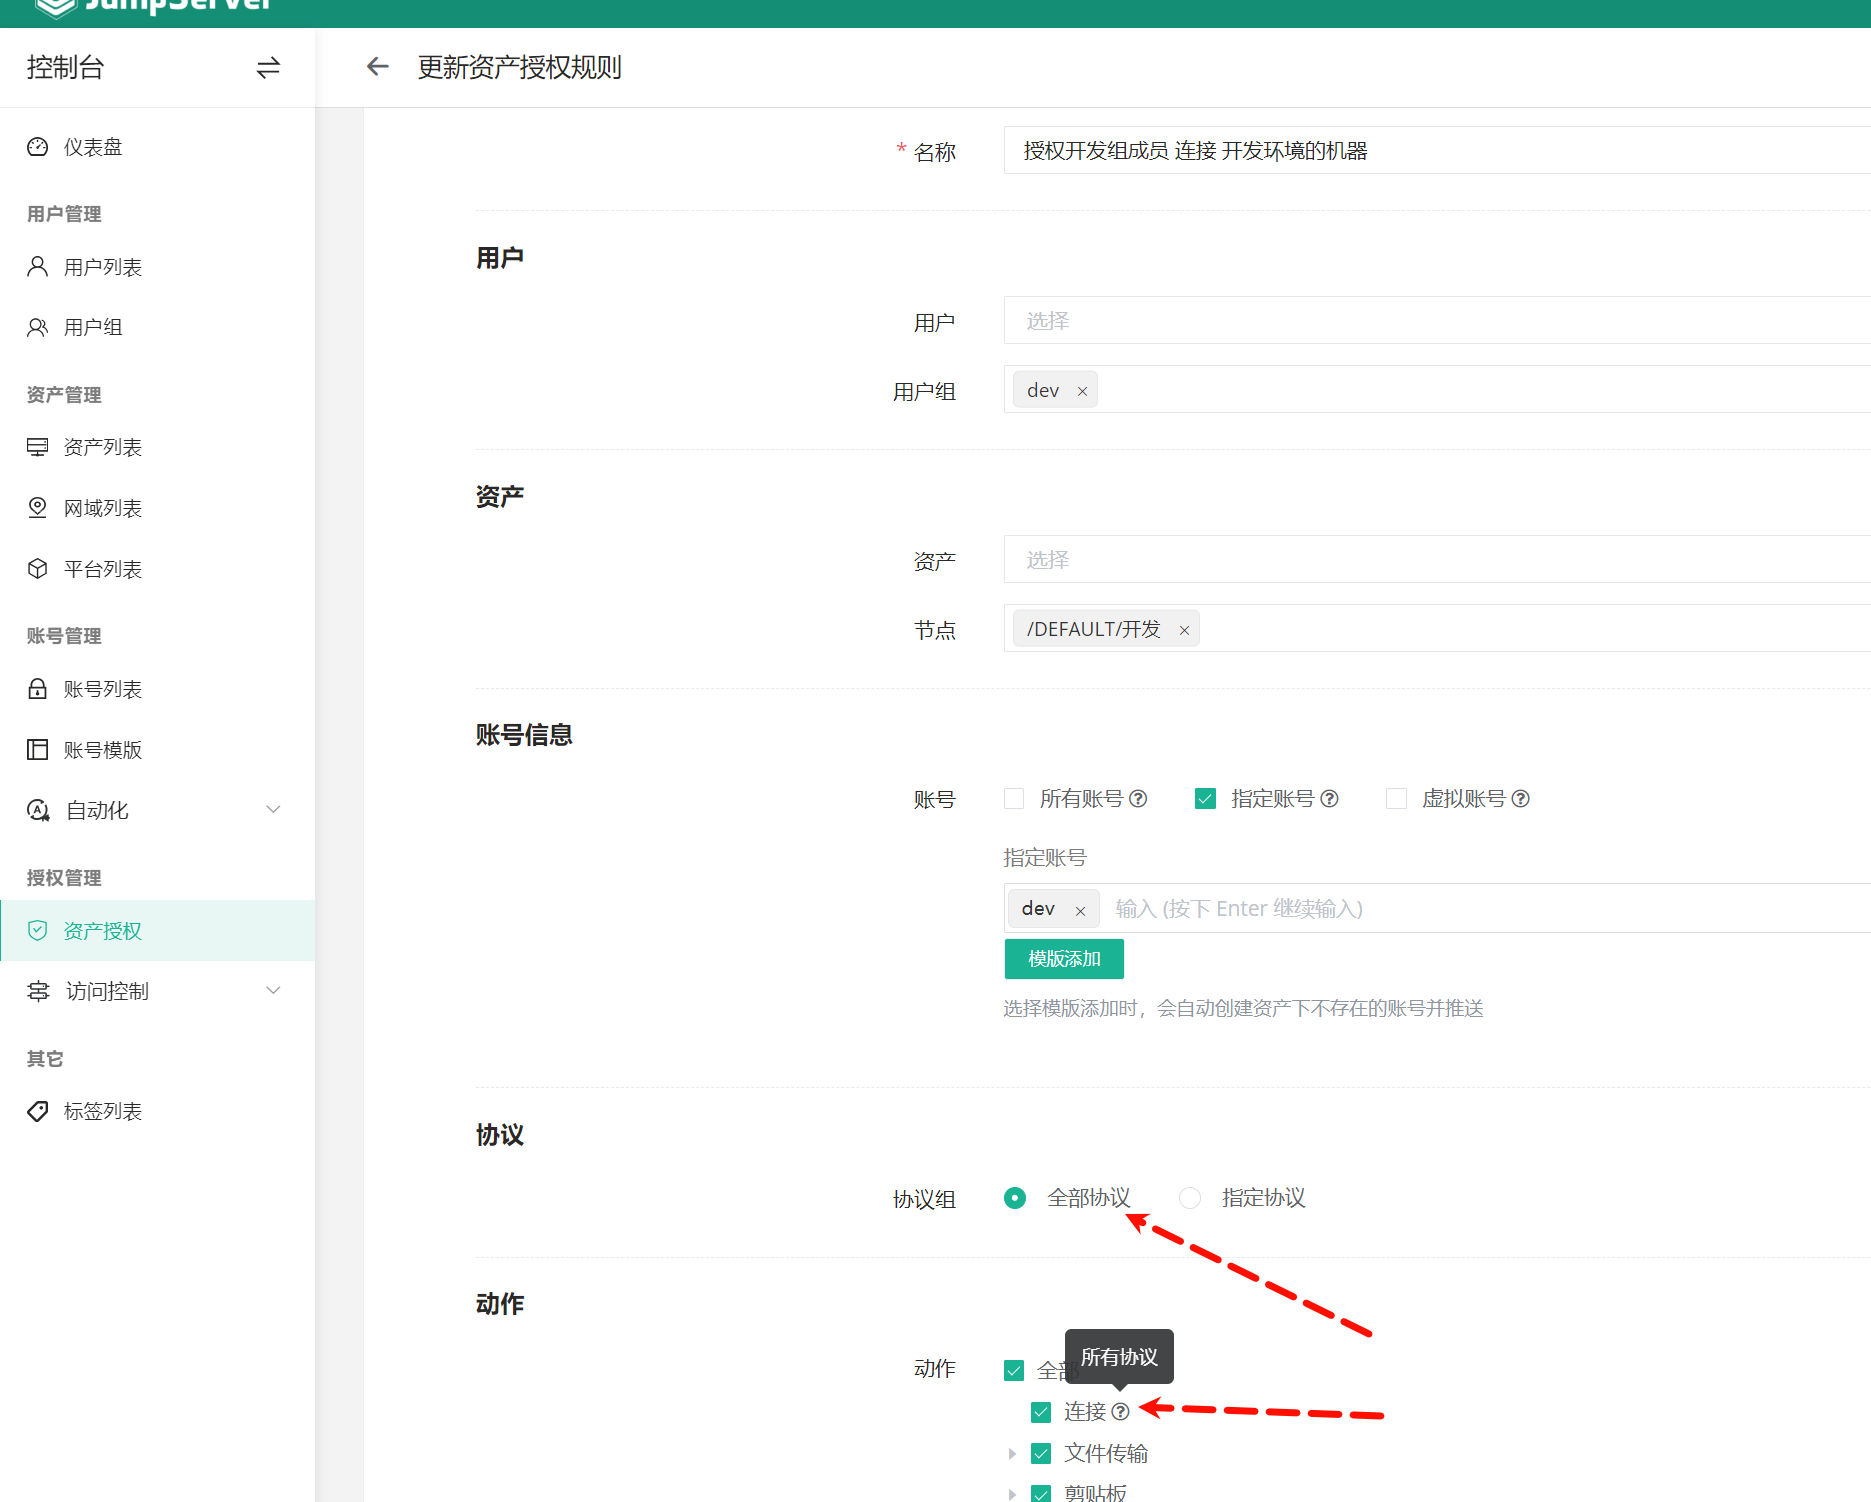 JumpServer
控制台
更新资产授权规则
仪表盘
用户管理
用户列表
用户组
资产管理
资产列表
网域列表
平台列表
账号管理
账号列表
账号模版
自动化
授权管理
资产授权
访问控制
其它
标签列表
* 名称 授权开发组成员 连接 开发环境的机器
用户
用户 选择
用户组 dev ×
资产
资产 选择
节点 /DEFAULT/开发 ×
账号信息
账号 所有账号 指定账号 虚拟账号
指定账号
dev × 输入 (按下 Enter 继续输入)
模版添加
选择模版添加时，会自动创建资产下不存在的账号并推送
协议
协议组 全部协议 指定协议
动作
所有协议
动作 全部
连接
文件传输
剪贴板